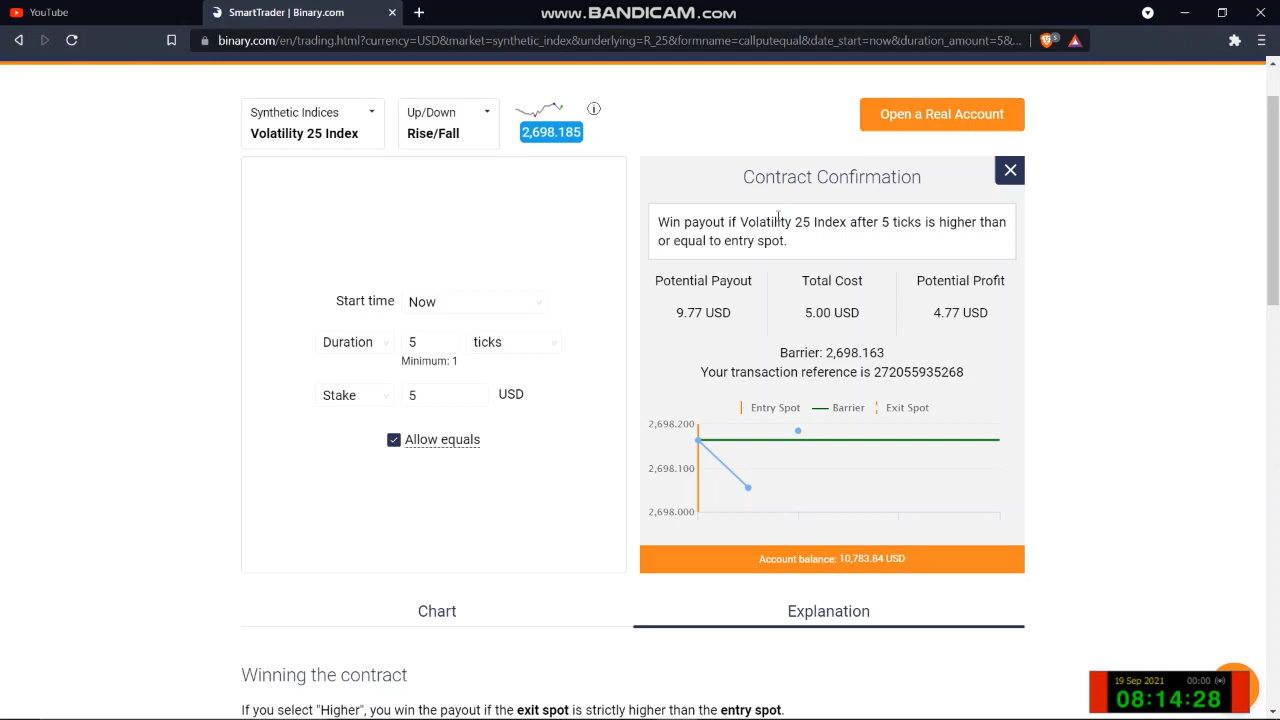 YouTube
SmartTrader | Binary.com
www.BANDICAM.com
binary.com/en/trading.html?currency=USD&market=synthetic_index&underlying=R_25&formname=callputequal&date_start=now&duration_amount=5&...
5
Synthetic Indices
Volatility 25 Index
Up/Down
Rise/Fall
2,698.185
Open a Real Account
Contract Confirmation
Win payout if Volatility 25 Index after 5 ticks is higher than
or equal to entry spot.
Potential Payout
Total Cost
Potential Profit
9.77 USD
5.00 USD
4.77 USD
Start time
Now
Duration
5
ticks
Minimum: 1
Stake
5
USD
Allow equals
Barrier: 2,698.163
Your transaction reference is 272055935268
Entry Spot
Barrier
Exit Spot
2,698.200
2,698.100
2,698.000
Account balance: 10,783.84 USD
Chart
Explanation
Winning the contract
If you select "Higher", you win the payout if the exit spot is strictly higher than the entry spot.
19 Sep 2021
00:00
08:14:28